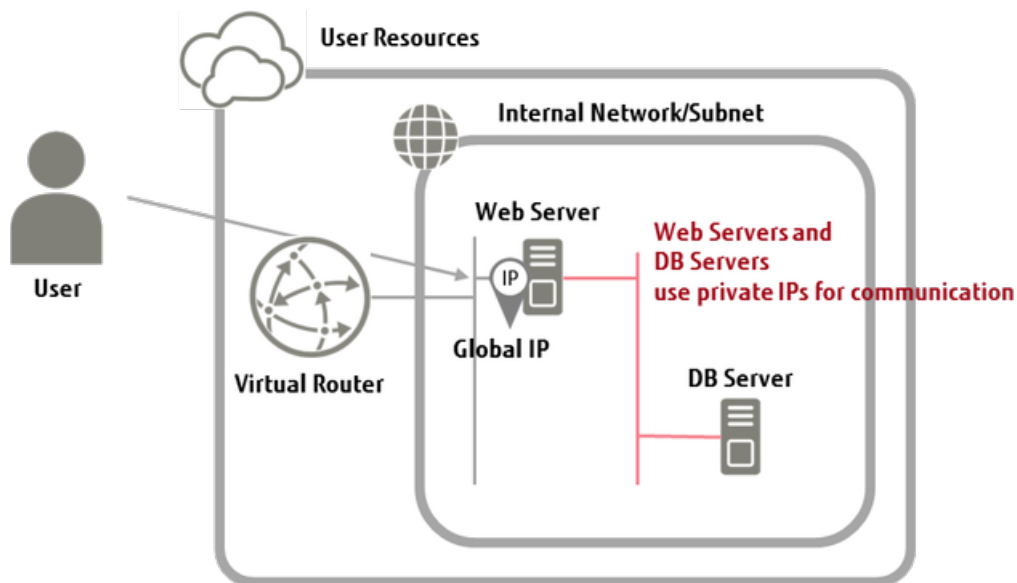 User Resources
Internal Network/Subnet
Web Server
Web Servers and
DB Servers
use private IPs for communication
IP
User
Global IP
Virtual Router
DB Server